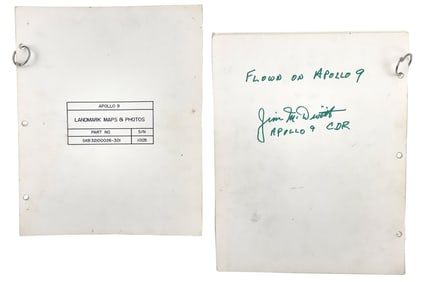 APOLLO 9
LANDMARK MAPS & PHOTOS
PART NO S/N
SKB32100026-301 1008
FLOWN ON APOLLO 9
Jim McDivitt
APOLLO 9 CDR